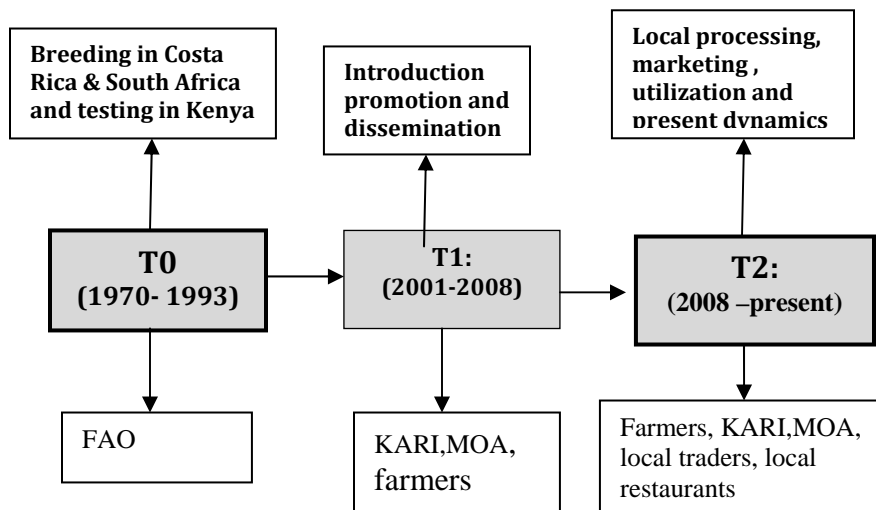 Breeding in Costa
Rica & South Africa
and testing in Kenya
Introduction
promotion and
dissemination
Local processing,
marketing ,
utilization and
present dynamics
T0
(1970- 1993)
T1:
(2001-2008)
T2:
(2008 –present)
FAO
KARI,MOA,
farmers
Farmers, KARI,MOA,
local traders, local
restaurants